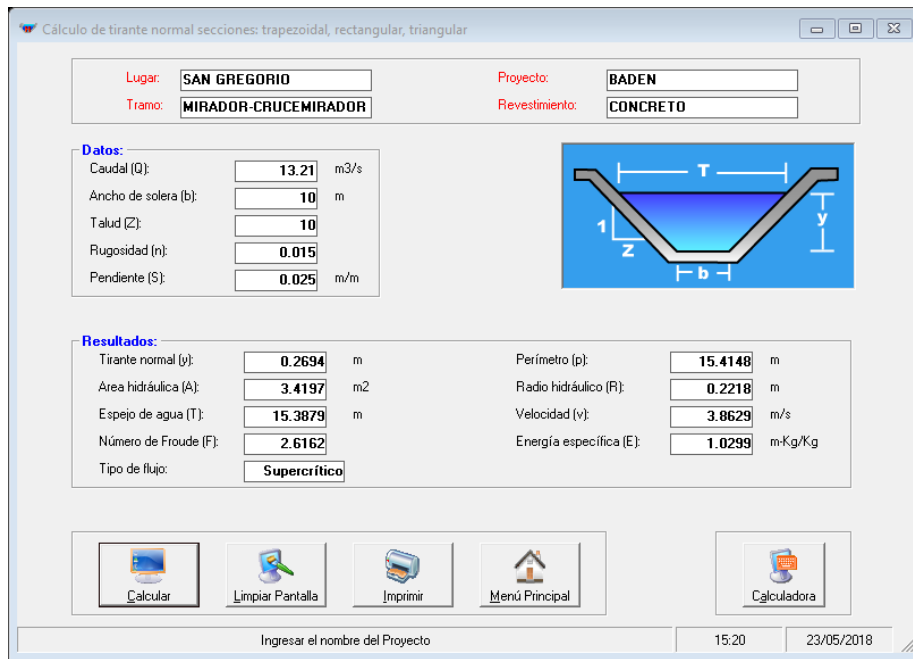 Cálculo de tirante normal secciones: trapezoidal, rectangular, triangular
Lugar: SAN GREGORIO Proyecto: BADEN
Tramo: MIRADOR-CRUCEMIRADOR Revestimiento: CONCRETO
Datos:
Caudal (Q): 13.21 m3/s
Ancho de solera (b): 10 m
Talud (Z): 10
Rugosidad (n): 0.015
Pendiente (S): 0.025 m/m
T
y
1
Z
b
Resultados:
Tirante normal (y): 0.2694 m Perímetro (p): 15.4148 m
Area hidráulica (A): 3.4197 m2 Radio hidráulico (R): 0.2218 m
Espejo de agua (T): 15.3879 m Velocidad (v): 3.8629 m/s
Número de Froude (F): 2.6162 Energía específica (E): 1.0299 m-Kg/Kg
Tipo de flujo: Supercrítico
Calcular Limpiar Pantalla Imprimir Menú Principal Calculadora
Ingresar el nombre del Proyecto 15:20 23/05/2018